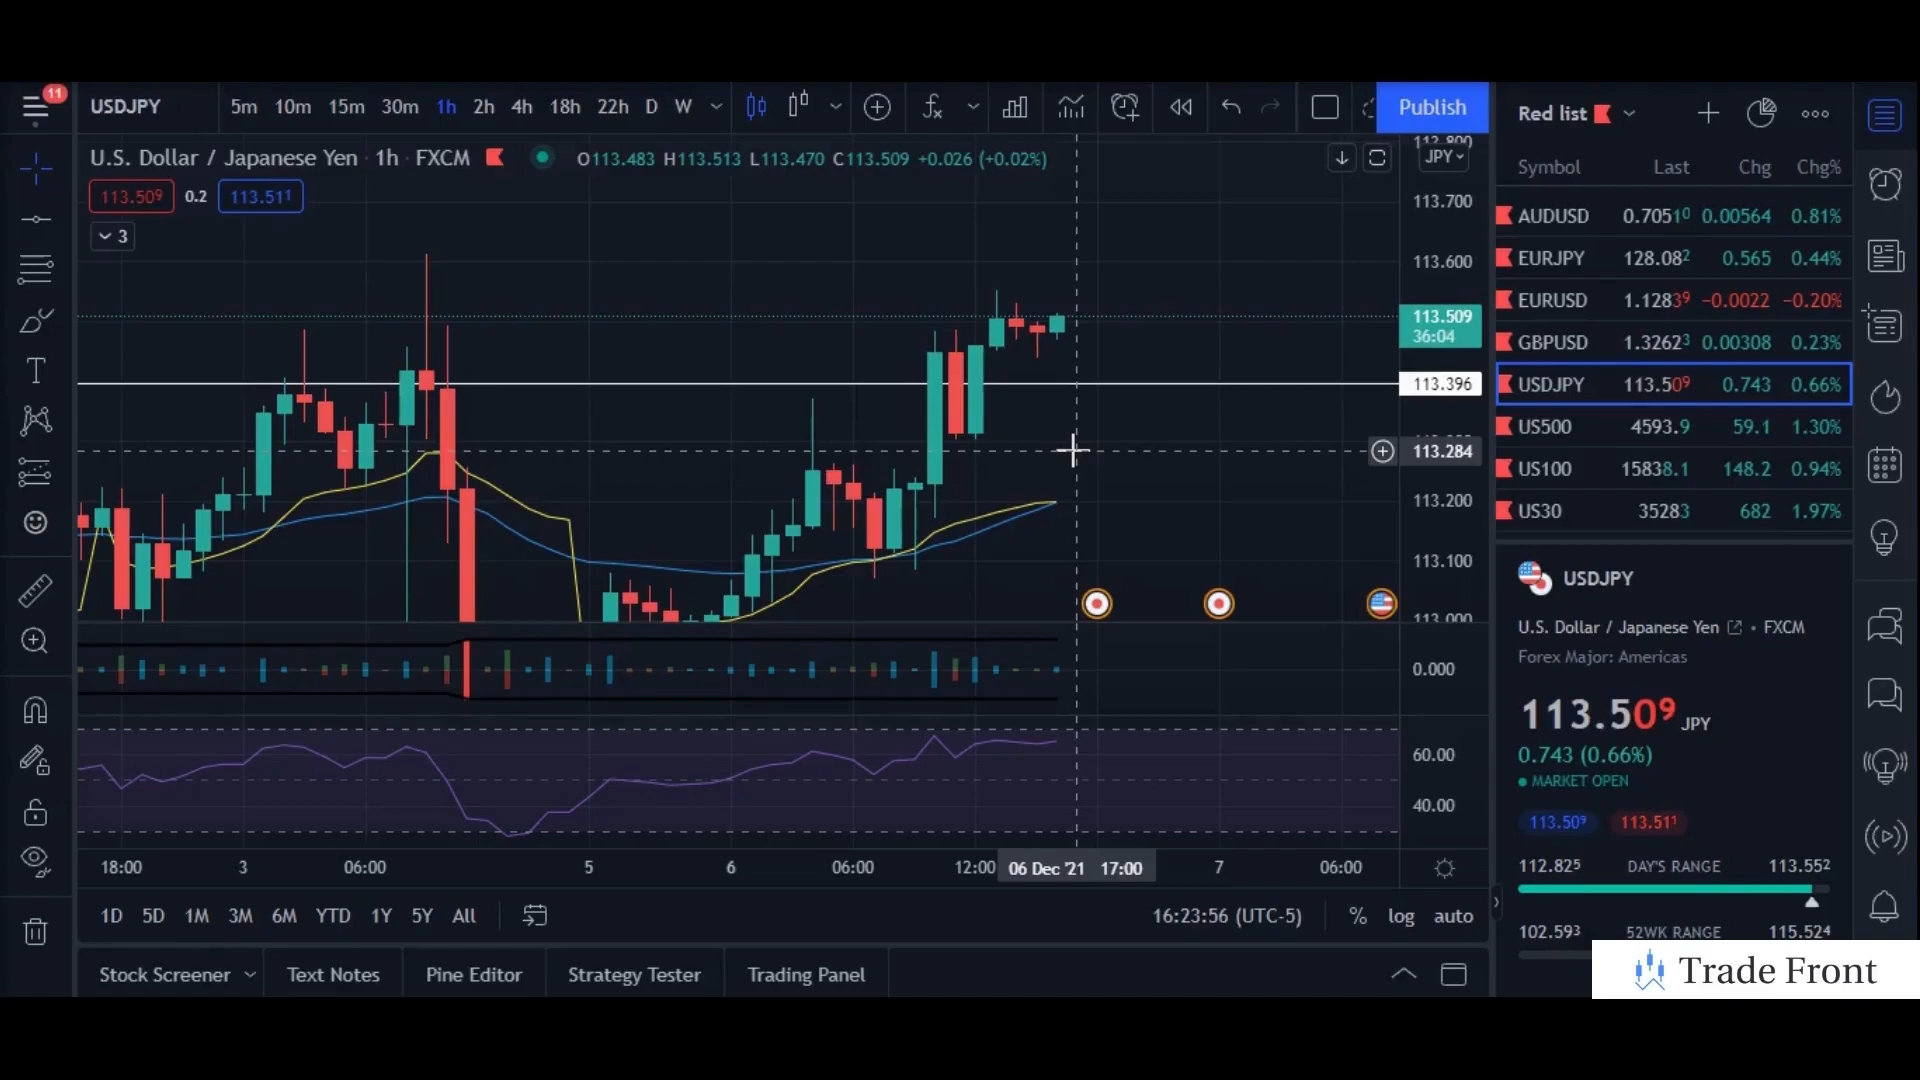 11
USDJPY 5m 10m 15m 30m 1h 2h 4h 18h 22h D W Publish
U.S. Dollar / Japanese Yen · 1h · FXCM O113.483 H113.513 L113.470 C113.509 +0.026 (+0.02%)
113.509 0.2 113.511
3
JPY
113.700
113.600
113.509
36:04
113.396
113.284
113.200
113.100
113.000
0.000
60.00
40.00
18:00 3 06:00 5 6 06:00 12:00 06 Dec '21 17:00 7 06:00
1D 5D 1M 3M 6M YTD 1Y 5Y All 16:23:56 (UTC-5) % log auto
Stock Screener Text Notes Pine Editor Strategy Tester Trading Panel
Red list
Symbol Last Chg Chg%
AUDUSD 0.70510 0.00564 0.81%
EURJPY 128.082 0.565 0.44%
EURUSD 1.12839 −0.0022 −0.20%
GBPUSD 1.32623 0.00308 0.23%
USDJPY 113.509 0.743 0.66%
US500 4593.9 59.1 1.30%
US100 15838.1 148.2 0.94%
US30 35283 682 1.97%
USDJPY
U.S. Dollar / Japanese Yen • FXCM
Forex Major: Americas
113.509 JPY
0.743 (0.66%)
MARKET OPEN
113.509 113.511
112.825 DAY'S RANGE 113.552
102.593 52WK RANGE 115.524
Trade Front